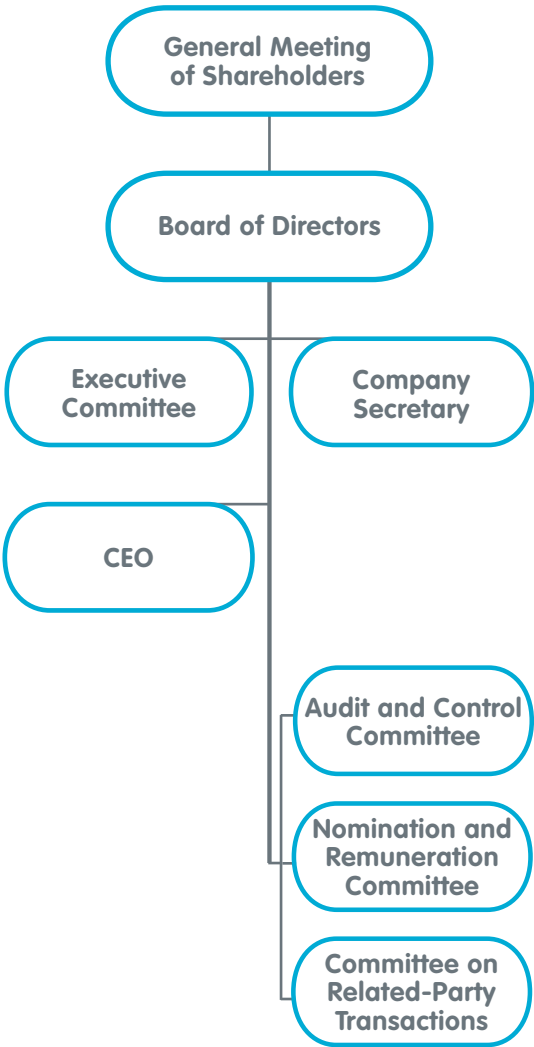 General Meeting
of Shareholders
Board of Directors
Executive
Committee
Company
Secretary
CEO
Audit and Control
Committee
Nomination and
Remuneration
Committee
Committee on
Related-Party
Transactions